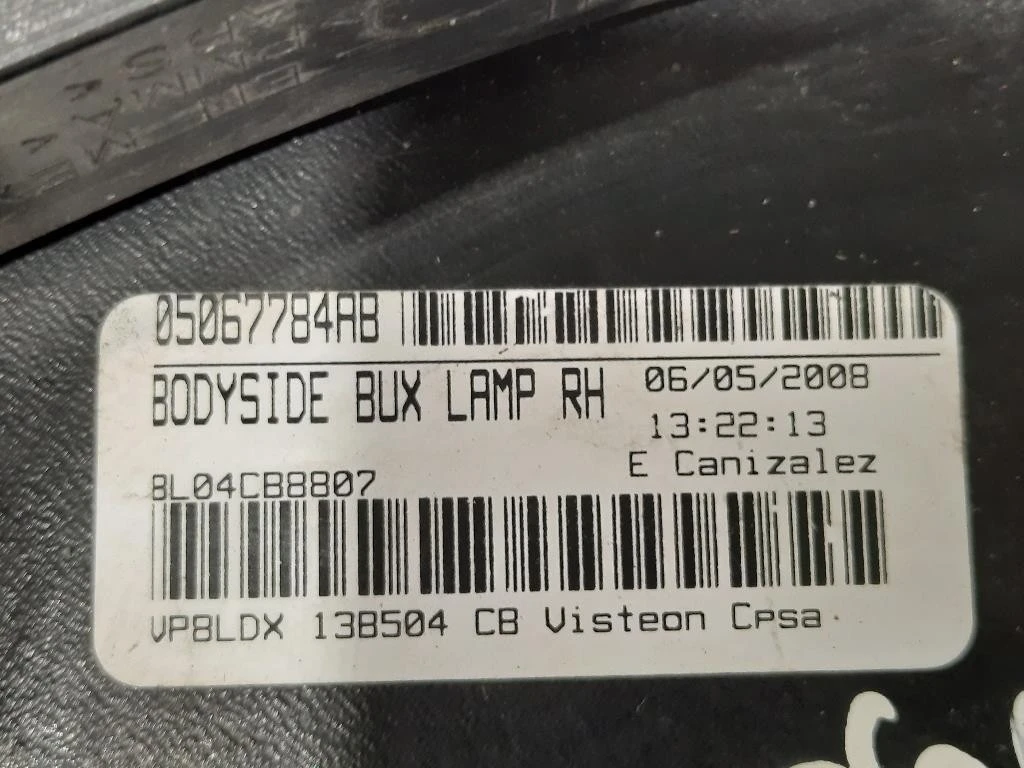 05067784AB
BODYSIDE BUX LAMP RH
06/05/2008
13:22:13
E Canizalez
8L04CB8807
VP8LDX 13B504 CB Visteon Cpsa